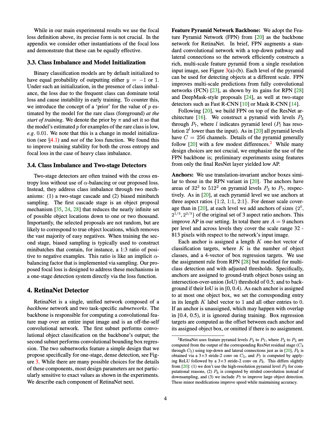 While in our main experimental results we use the focal
loss definition above, its precise form is not crucial. In the
appendix we consider other instantiations of the focal loss
and demonstrate that these can be equally effective.
3.3. Class Imbalance and Model Initialization
Binary classification models are by default initialized to
have equal probability of outputting either y = −1 or 1.
Under such an initialization, in the presence of class imbal-
ance, the loss due to the frequent class can dominate total
loss and cause instability in early training. To counter this,
we introduce the concept of a 'prior' for the value of p es-
timated by the model for the rare class (foreground) at the
start of training. We denote the prior by π and set it so that
the model's estimated p for examples of the rare class is low,
e.g. 0.01. We note that this is a change in model initializa-
tion (see §4.1) and not of the loss function. We found this
to improve training stability for both the cross entropy and
focal loss in the case of heavy class imbalance.
3.4. Class Imbalance and Two-stage Detectors
Two-stage detectors are often trained with the cross en-
tropy loss without use of α-balancing or our proposed loss.
Instead, they address class imbalance through two mech-
anisms: (1) a two-stage cascade and (2) biased minibatch
sampling. The first cascade stage is an object proposal
mechanism [35, 24, 28] that reduces the nearly infinite set
of possible object locations down to one or two thousand.
Importantly, the selected proposals are not random, but are
likely to correspond to true object locations, which removes
the vast majority of easy negatives. When training the sec-
ond stage, biased sampling is typically used to construct
minibatches that contain, for instance, a 1:3 ratio of posi-
tive to negative examples. This ratio is like an implicit α-
balancing factor that is implemented via sampling. Our pro-
posed focal loss is designed to address these mechanisms in
a one-stage detection system directly via the loss function.
4. RetinaNet Detector
RetinaNet is a single, unified network composed of a
backbone network and two task-specific subnetworks. The
backbone is responsible for computing a convolutional fea-
ture map over an entire input image and is an off-the-self
convolutional network. The first subnet performs convo-
lutional object classification on the backbone's output; the
second subnet performs convolutional bounding box regres-
sion. The two subnetworks feature a simple design that we
propose specifically for one-stage, dense detection, see Fig-
ure 3. While there are many possible choices for the details
of these components, most design parameters are not partic-
ularly sensitive to exact values as shown in the experiments.
We describe each component of RetinaNet next.
Feature Pyramid Network Backbone: We adopt the Fea-
ture Pyramid Network (FPN) from [20] as the backbone
network for RetinaNet. In brief, FPN augments a stan-
dard convolutional network with a top-down pathway and
lateral connections so the network efficiently constructs a
rich, multi-scale feature pyramid from a single resolution
input image, see Figure 3(a)-(b). Each level of the pyramid
can be used for detecting objects at a different scale. FPN
improves multi-scale predictions from fully convolutional
networks (FCN) [23], as shown by its gains for RPN [28]
and DeepMask-style proposals [24], as well at two-stage
detectors such as Fast R-CNN [10] or Mask R-CNN [14].
Following [20], we build FPN on top of the ResNet ar-
chitecture [16]. We construct a pyramid with levels P3
through P7, where l indicates pyramid level (Pl has reso-
lution 2^l lower than the input). As in [20] all pyramid levels
have C = 256 channels. Details of the pyramid generally
follow [20] with a few modest differences.¹ While many
design choices are not crucial, we emphasize the use of the
FPN backbone is; preliminary experiments using features
from only the final ResNet layer yielded low AP.
Anchors: We use translation-invariant anchor boxes simi-
lar to those in the RPN variant in [20]. The anchors have
areas of 32² to 512² on pyramid levels P3 to P7, respec-
tively. As in [20], at each pyramid level we use anchors at
three aspect ratios {1:2, 1:1, 2:1}. For denser scale cover-
age than in [20], at each level we add anchors of sizes {2^0,
2^1/3, 2^2/3} of the original set of 3 aspect ratio anchors. This
improve AP in our setting. In total there are A = 9 anchors
per level and across levels they cover the scale range 32 -
813 pixels with respect to the network's input image.
Each anchor is assigned a length K one-hot vector of
classification targets, where K is the number of object
classes, and a 4-vector of box regression targets. We use
the assignment rule from RPN [28] but modified for multi-
class detection and with adjusted thresholds. Specifically,
anchors are assigned to ground-truth object boxes using an
intersection-over-union (IoU) threshold of 0.5; and to back-
ground if their IoU is in [0, 0.4). As each anchor is assigned
to at most one object box, we set the corresponding entry
in its length K label vector to 1 and all other entries to 0.
If an anchor is unassigned, which may happen with overlap
in [0.4, 0.5), it is ignored during training. Box regression
targets are computed as the offset between each anchor and
its assigned object box, or omitted if there is no assignment.
¹RetinaNet uses feature pyramid levels P3 to P7, where P3 to P5 are
computed from the output of the corresponding ResNet residual stage (C3
through C5) using top-down and lateral connections just as in [20], P6 is
obtained via a 3×3 stride-2 conv on C5, and P7 is computed by apply-
ing ReLU followed by a 3×3 stride-2 conv on P6. This differs slightly
from [20]: (1) we don't use the high-resolution pyramid level P2 for com-
putational reasons, (2) P6 is computed by strided convolution instead of
downsampling, and (3) we include P7 to improve large object detection.
These minor modifications improve speed while maintaining accuracy.
4